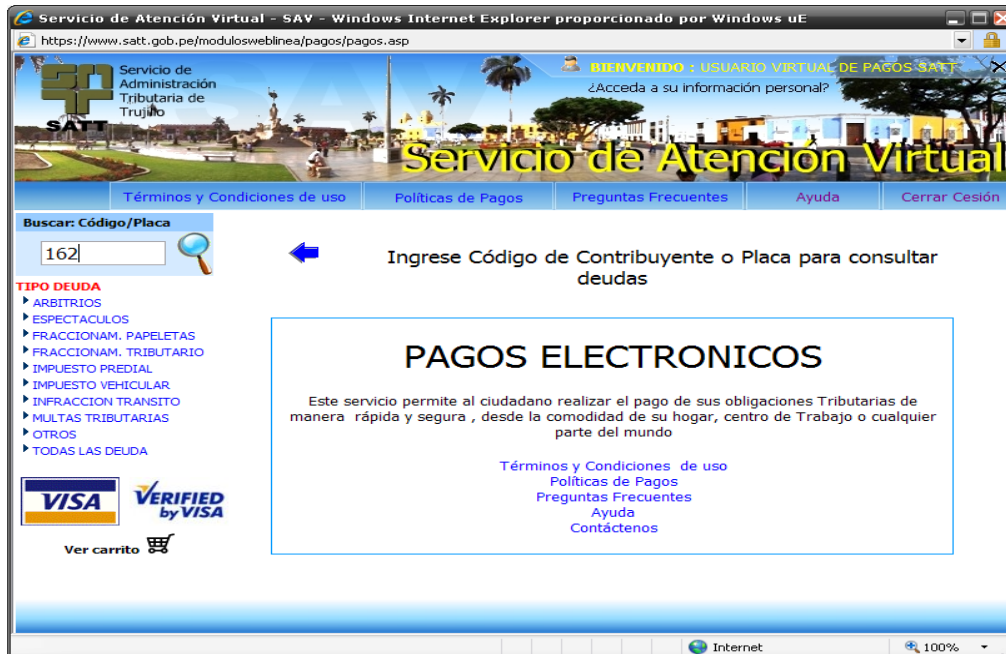 Servicio de Atención Virtual - SAV - Windows Internet Explorer proporcionado por Windows uE
https://www.satt.gob.pe/modulosweblinea/pagos/pagos.asp
SATT
Servicio de
Administración
Tributaria de
Trujillo
BIENVENIDO : USUARIO VIRTUAL DE PAGOS SATT
¿Acceda a su información personal?
Servicio de Atención Virtual
Términos y Condiciones de uso
Políticas de Pagos
Preguntas Frecuentes
Ayuda
Cerrar Cesión
Buscar: Código/Placa
162
TIPO DEUDA
ARBITRIOS
ESPECTACULOS
FRACCIONAM. PAPELETAS
FRACCIONAM. TRIBUTARIO
IMPUESTO PREDIAL
IMPUESTO VEHICULAR
INFRACCION TRANSITO
MULTAS TRIBUTARIAS
OTROS
TODAS LAS DEUDA
VISA
VERIFIED
by VISA
Ver carrito
Ingrese Código de Contribuyente o Placa para consultar
deudas
PAGOS ELECTRONICOS
Este servicio permite al ciudadano realizar el pago de sus obligaciones Tributarias de
manera rápida y segura , desde la comodidad de su hogar, centro de Trabajo o cualquier
parte del mundo
Términos y Condiciones de uso
Políticas de Pagos
Preguntas Frecuentes
Ayuda
Contáctenos
Internet
100%